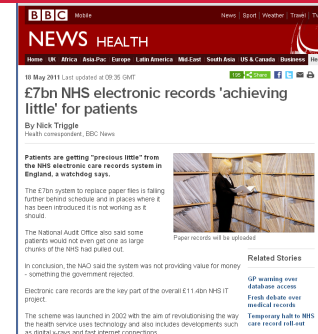 BBC Mobile News Sport Weather Travel
NEWS HEALTH
Home UK Africa Asia-Pac Europe Latin America Mid-East South Asia US & Canada Business
18 May 2011 Last updated at 09:35 GMT
195 Share
£7bn NHS electronic records 'achieving
little' for patients
By Nick Triggle
Health correspondent, BBC News
Patients are getting "precious little" from
the NHS electronic care records system in
England, a watchdog says.
The £7bn system to replace paper files is falling
further behind schedule and in places where it
has been introduced it is not working as it
should.
The National Audit Office also said some
patients would not even get one as large
chunks of the NHS had pulled out.
In conclusion, the NAO said the system was not providing value for money
- something the government rejected.
Electronic care records are the key part of the overall £11.4bn NHS IT
project.
The scheme was launched in 2002 with the aim of revolutionising the way
the health service uses technology and also includes developments such
as digital x-rays and fast internet connections.
Paper records will be uploaded
Related Stories
GP warning over
database access
Fresh debate over
medical records
Temporary halt to NHS
care record roll-out